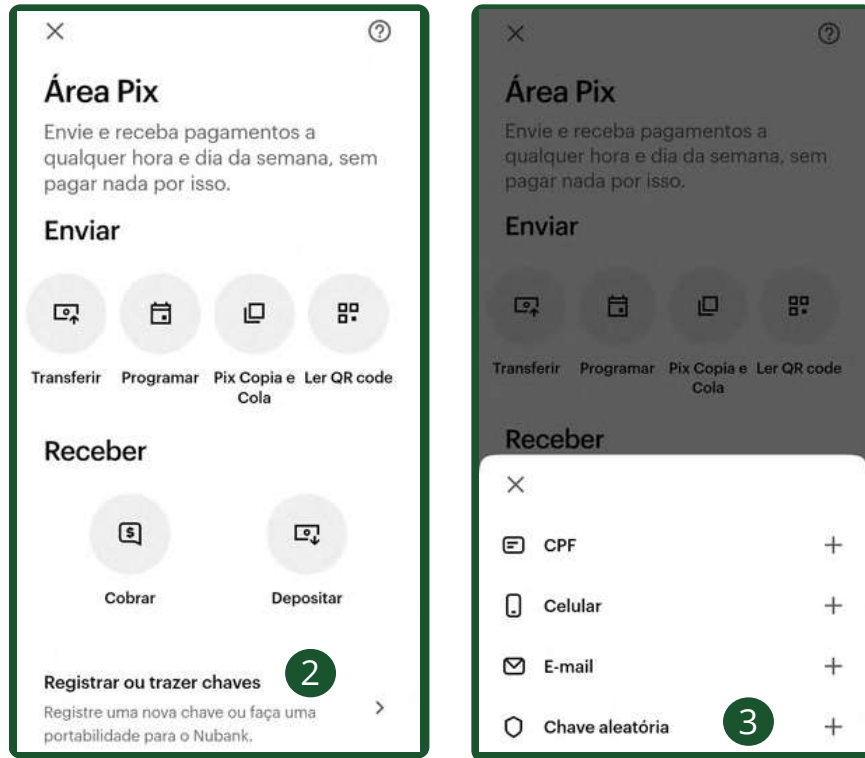 Área Pix
Envie e receba pagamentos a
qualquer hora e dia da semana, sem
pagar nada por isso.
Enviar
Transferir Programar Pix Copia e Cola Ler QR code
Receber
Cobrar Depositar
Registrar ou trazer chaves 2
Registre uma nova chave ou faça uma
portabilidade para o Nubank.
Área Pix
Envie e receba pagamentos a
qualquer hora e dia da semana, sem
pagar nada por isso.
Enviar
Transferir Programar Pix Copia e Cola Ler QR code
Receber
CPF
Celular
E-mail
Chave aleatória 3